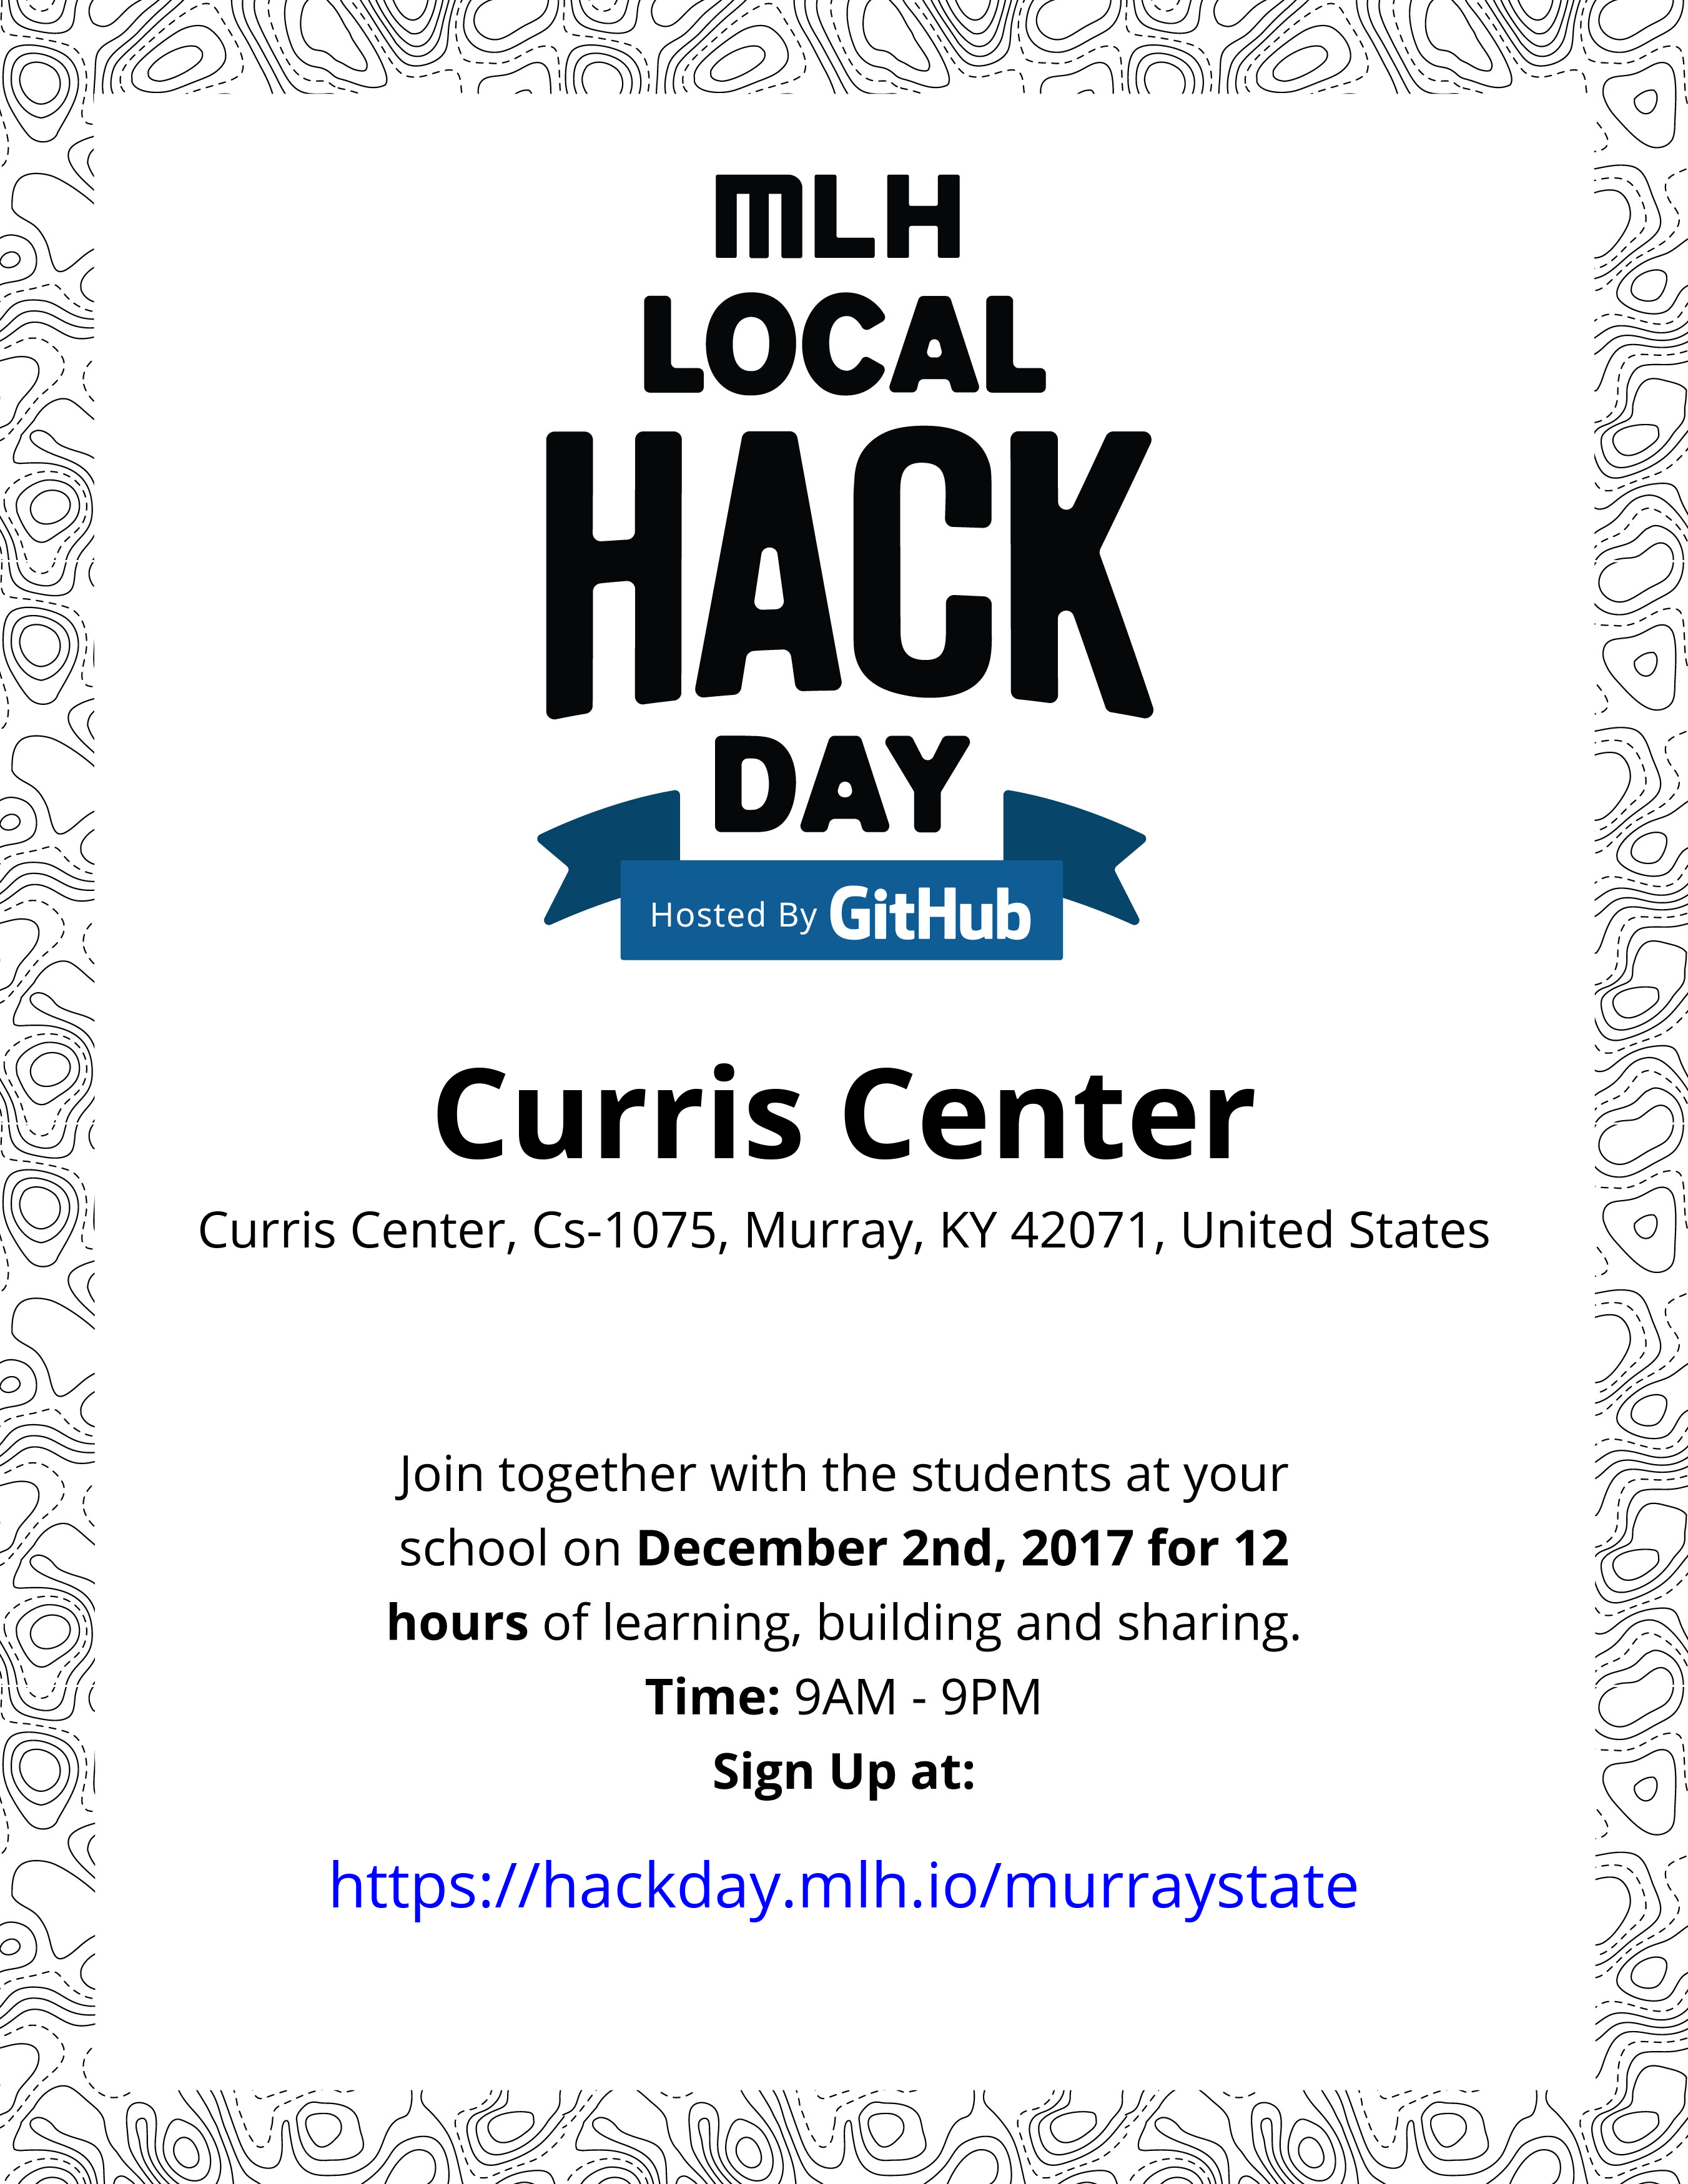 MLH
LOCAL
HACK
DAY
Hosted By GitHub
Curris Center
Curris Center, Cs-1075, Murray, KY 42071, United States
Join together with the students at your
school on December 2nd, 2017 for 12
hours of learning, building and sharing.
Time: 9AM - 9PM
Sign Up at:
https://hackday.mlh.io/murraystate